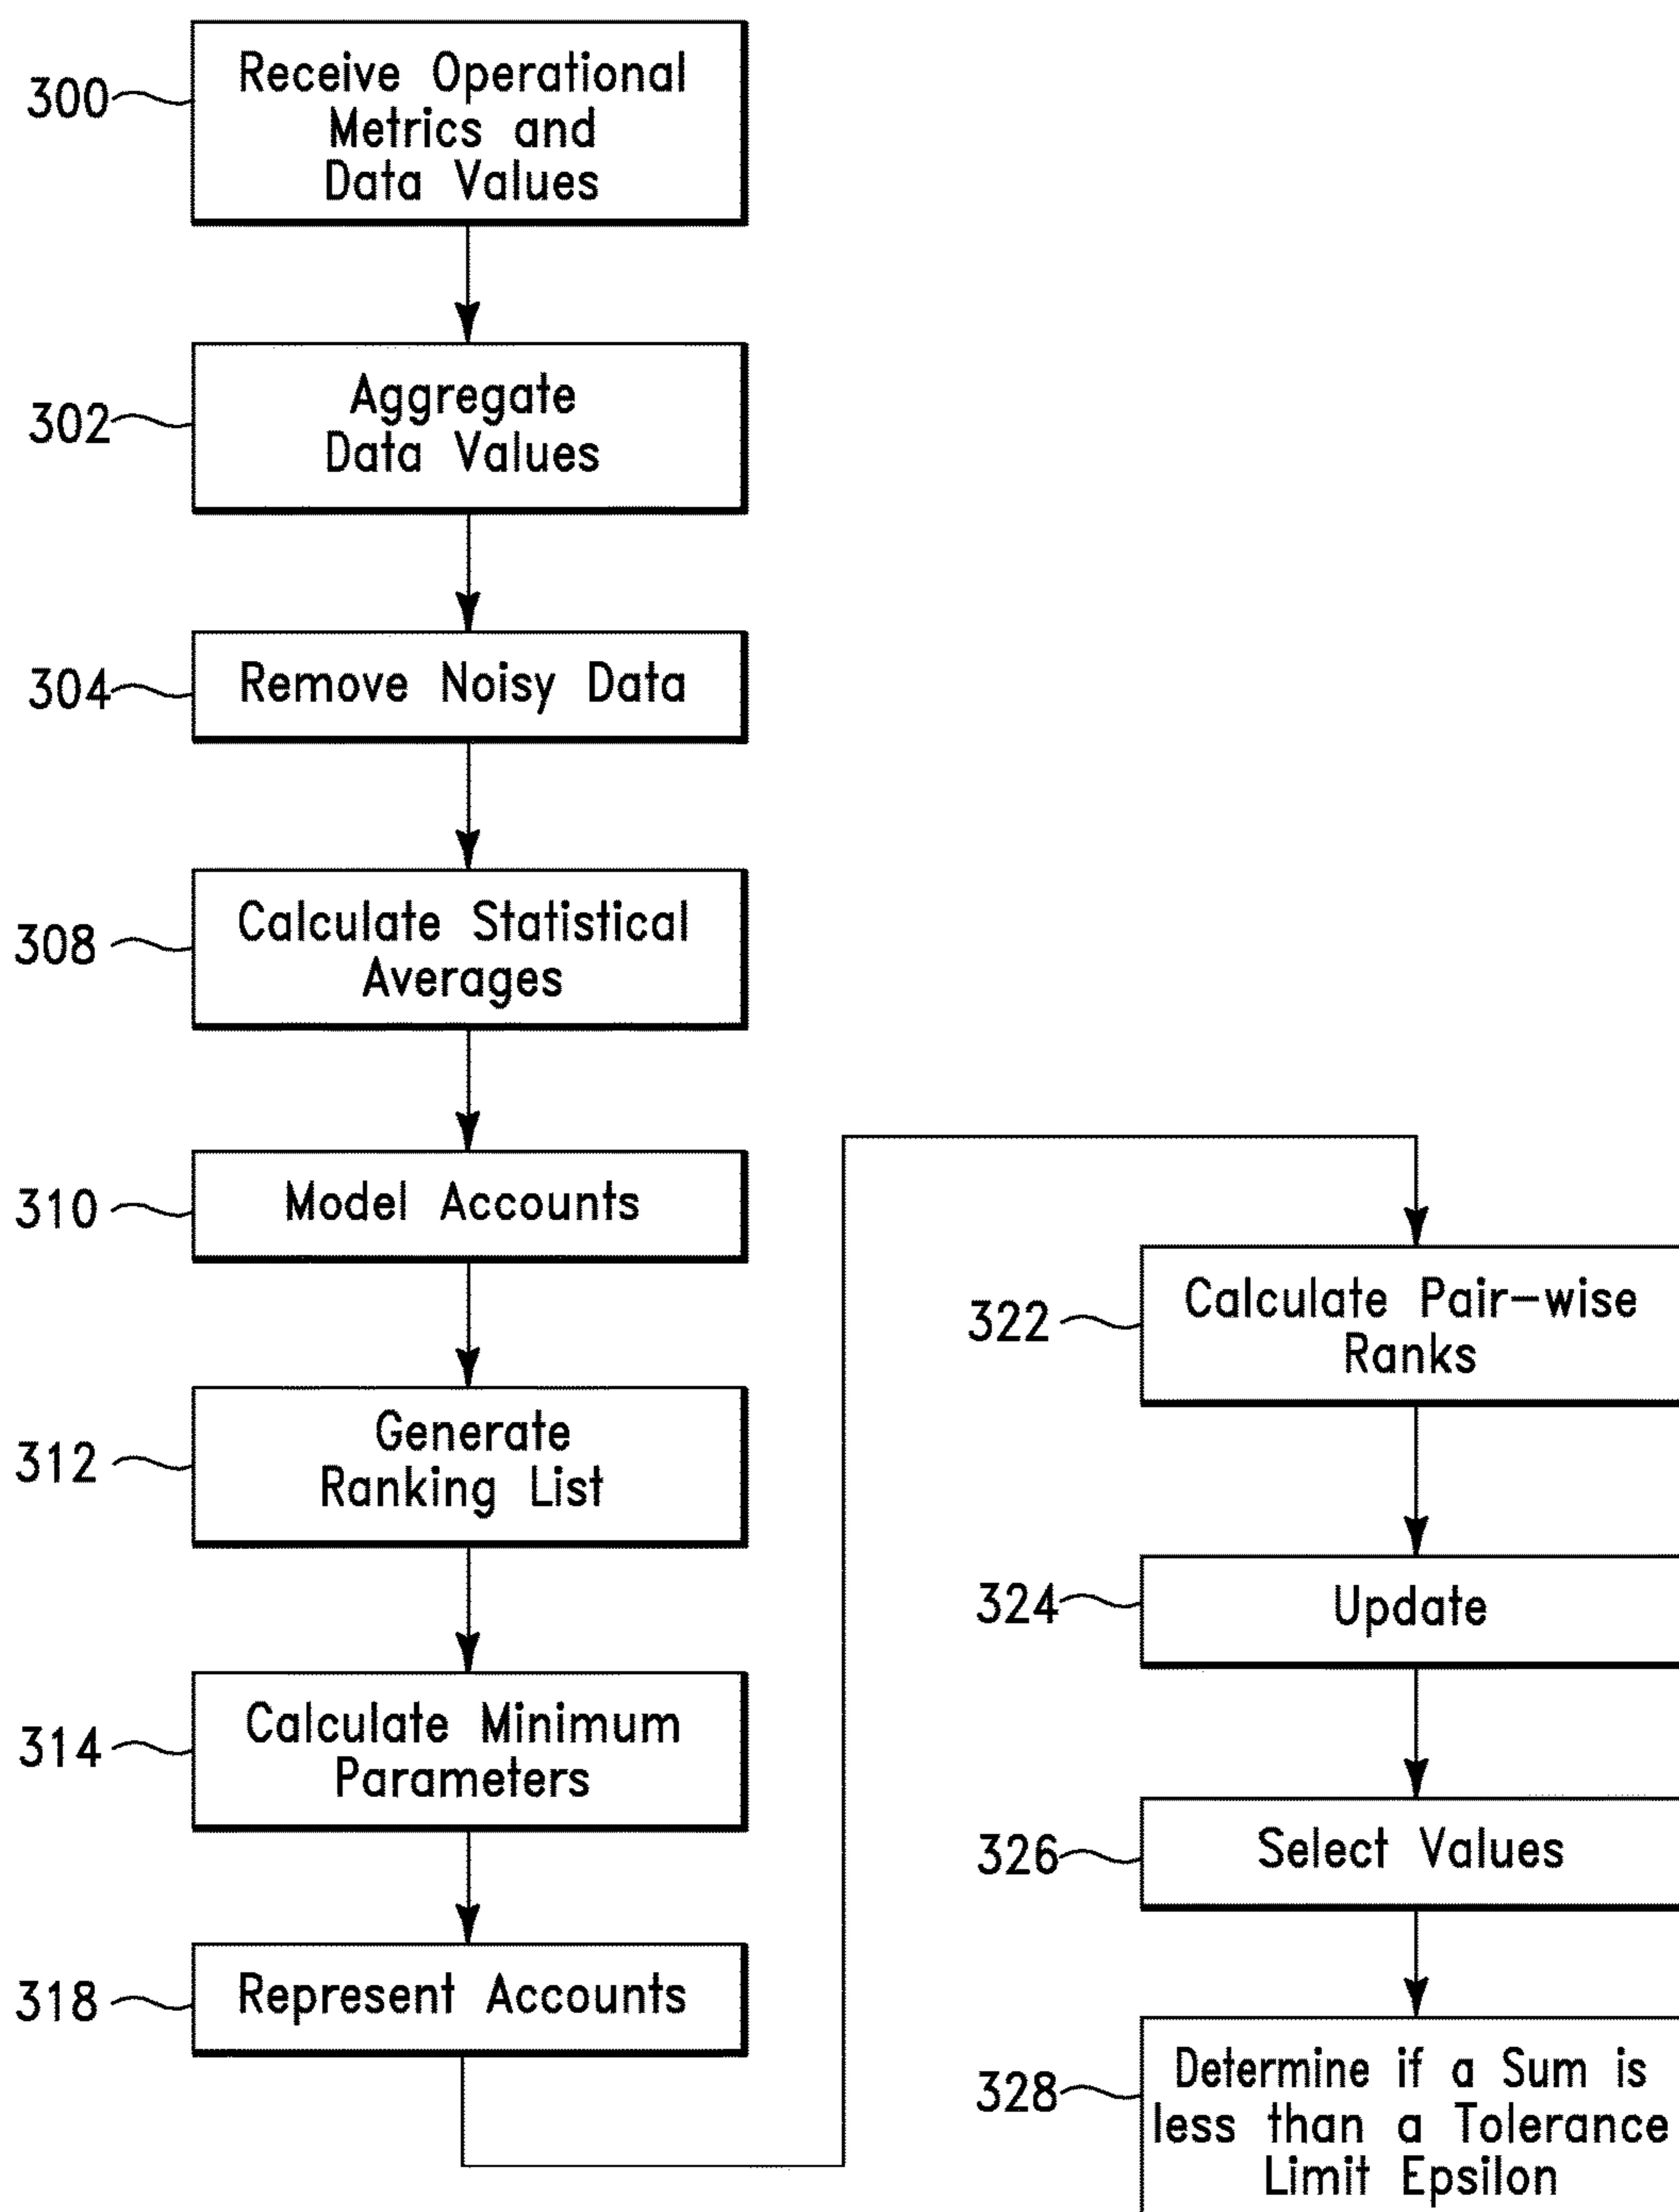 300
Receive Operational
Metrics and
Data Values
302
Aggregate
Data Values
304
Remove Noisy Data
308
Calculate Statistical
Averages
310
Model Accounts
312
Generate
Ranking List
314
Calculate Minimum
Parameters
318
Represent Accounts
322
Calculate Pair-wise
Ranks
324
Update
326
Select Values
328
Determine if a Sum is
less than a Tolerance
Limit Epsilon